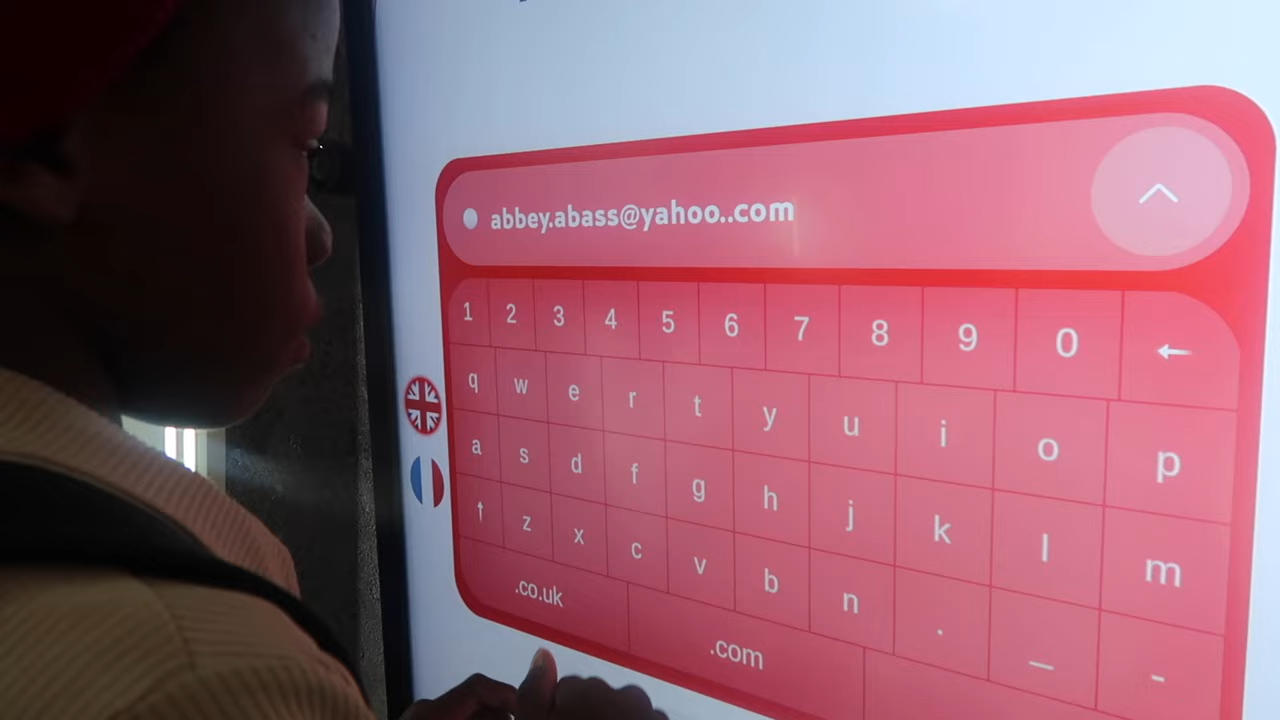 abbey.abass@yahoo..com
1 2 3 4 5 6 7 8 9 0 ←
q w e r t y u i o p
a s d f g h j k l m
↑ z x c v b n . _ -
.co.uk .com